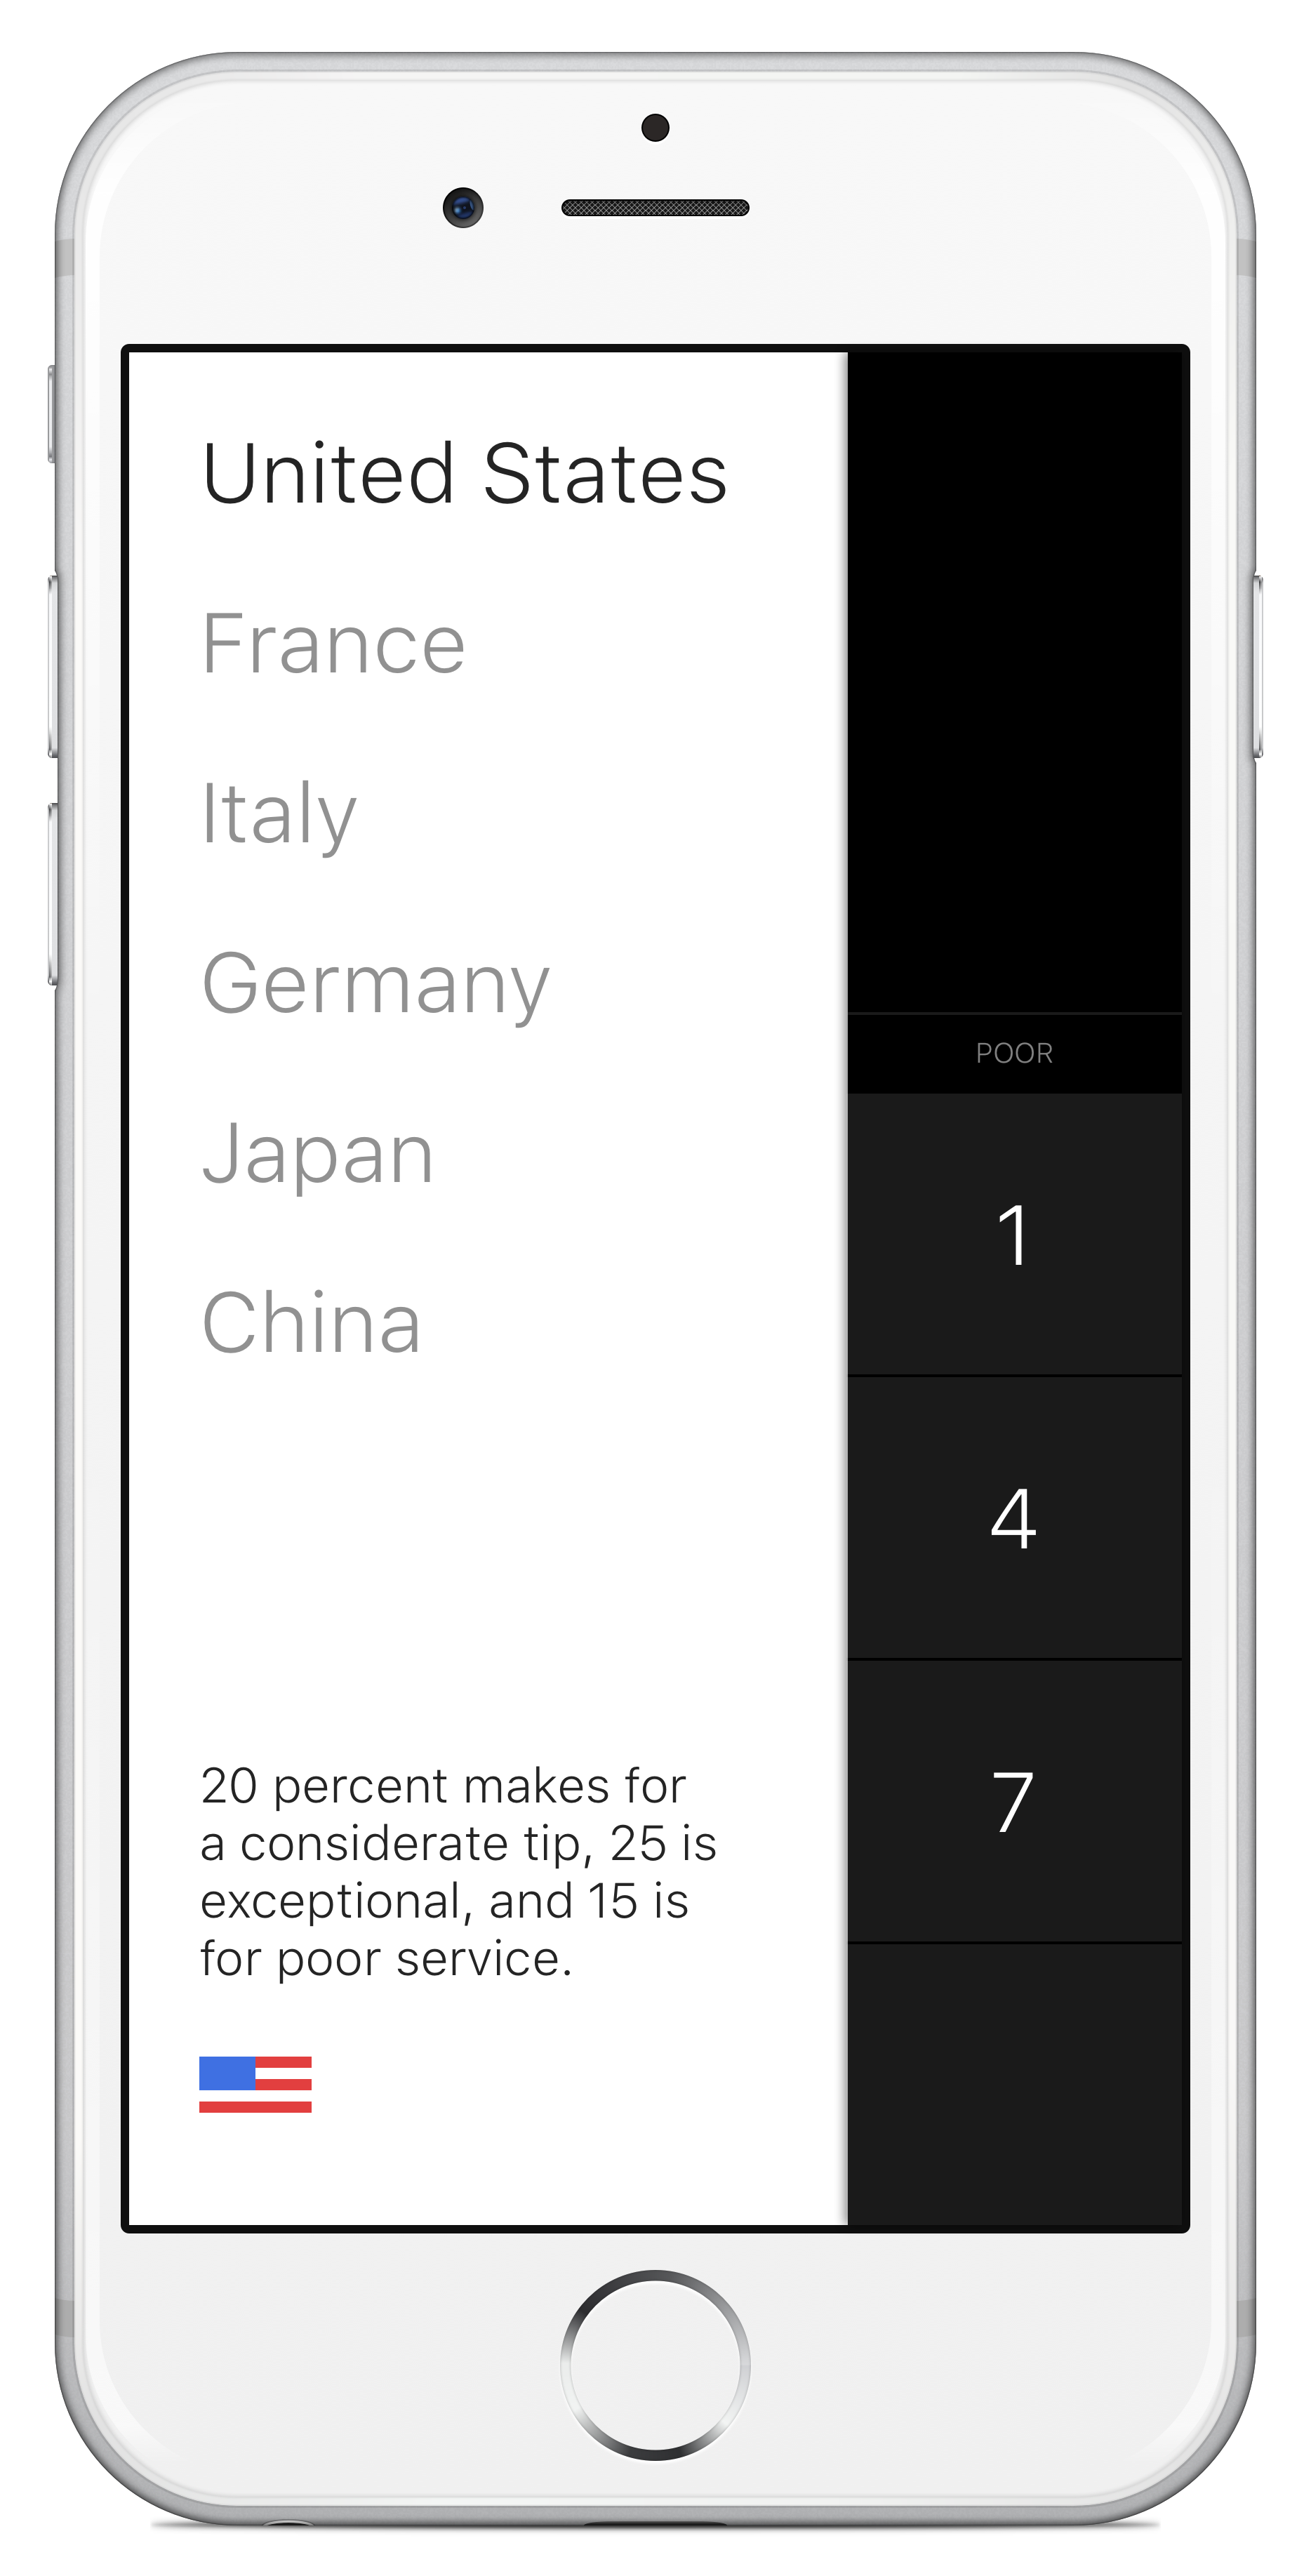 United States
France
Italy
Germany
Japan
China
20 percent makes for
a considerate tip, 25 is
exceptional, and 15 is
for poor service.
POOR
1
4
7